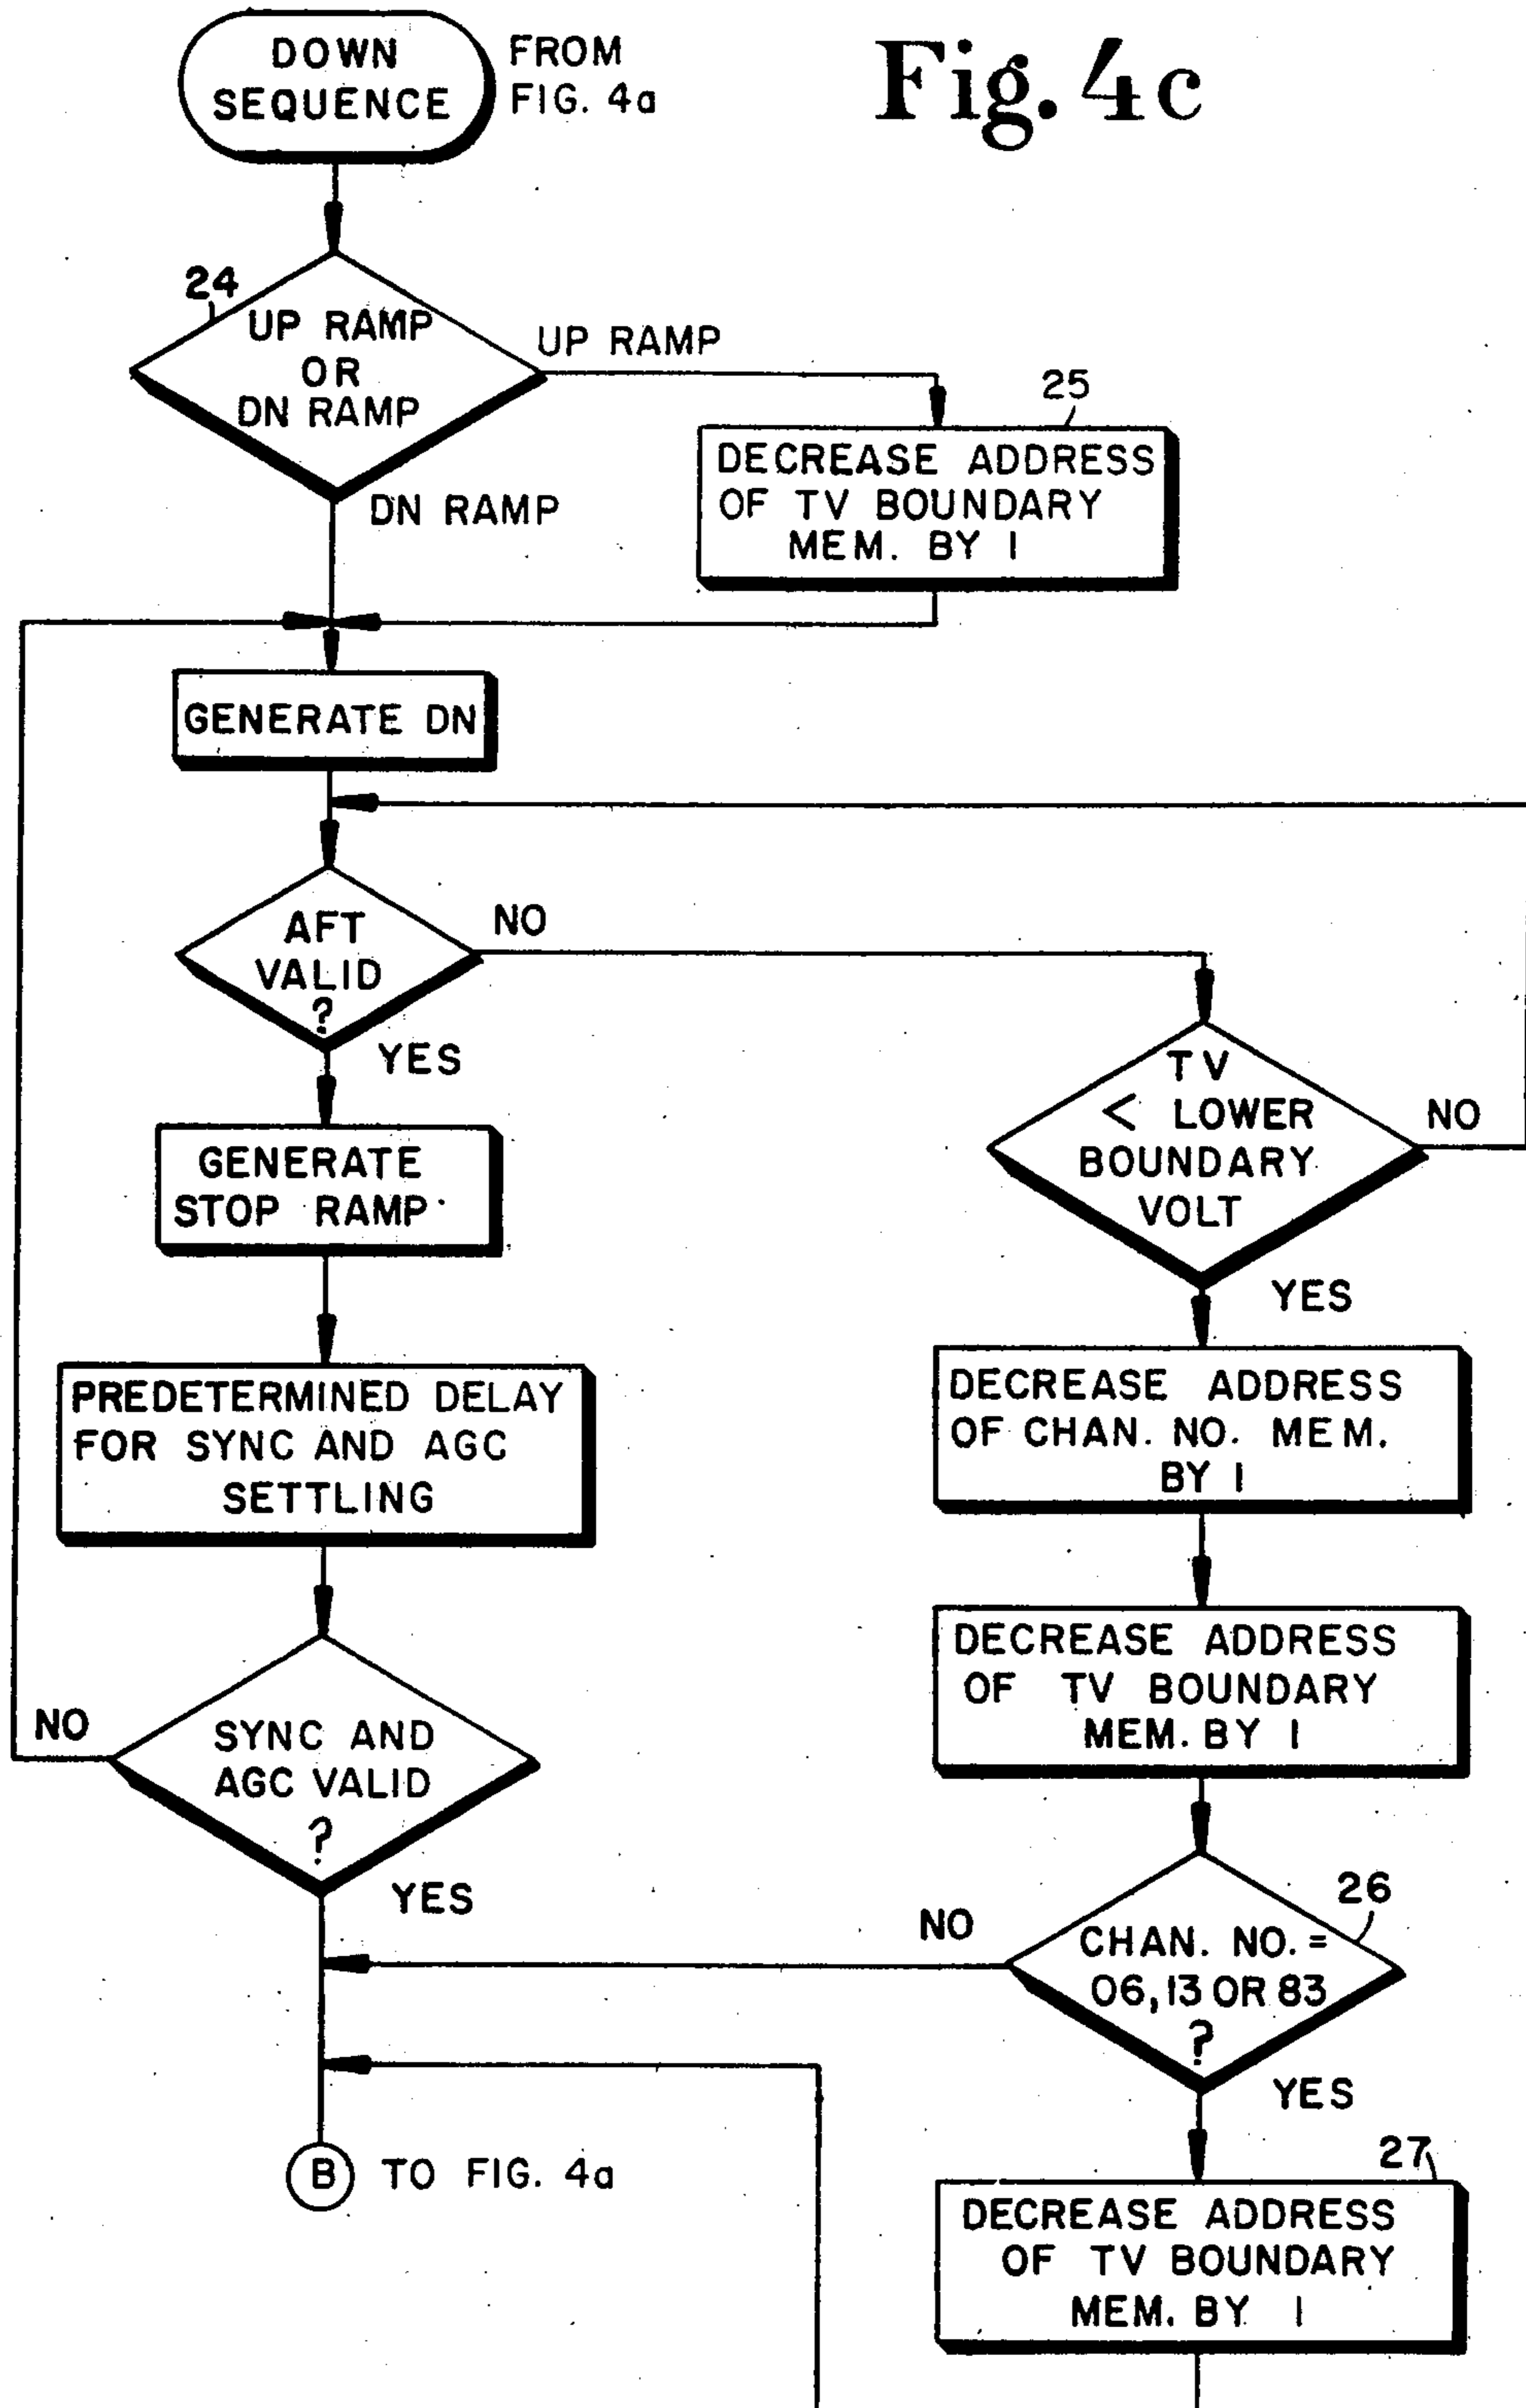 DOWN
SEQUENCE
FROM
FIG. 4a
Fig. 4c
24
UP RAMP
OR
DN RAMP
UP RAMP
DN RAMP
25
DECREASE ADDRESS
OF TV BOUNDARY
MEM. BY 1
GENERATE DN
AFT
VALID
?
NO
YES
TV
< LOWER
BOUNDARY
VOLT
NO
YES
GENERATE
STOP RAMP
DECREASE ADDRESS
OF CHAN. NO. MEM.
BY 1
PREDETERMINED DELAY
FOR SYNC AND AGC
SETTLING
DECREASE ADDRESS
OF TV BOUNDARY
MEM. BY 1
NO
SYNC AND
AGC VALID
?
YES
26
NO
CHAN. NO. =
06, 13 OR 83
?
YES
B TO FIG. 4a
27
DECREASE ADDRESS
OF TV BOUNDARY
MEM. BY 1